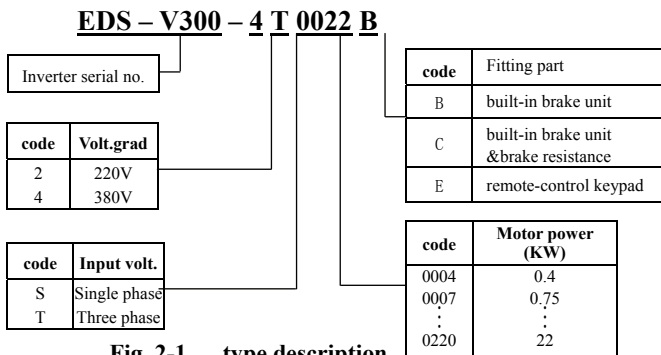 EDS – V300 – 4 T 0022 B
Inverter serial no.
code Volt.grad
2 220V
4 380V
code Input volt.
S Single phase
T Three phase
code Fitting part
B built-in brake unit
C built-in brake unit
&brake resistance
E remote-control keypad
code Motor power
(KW)
0004 0.4
0007 0.75
⋮ ⋮
0220 22
Fig. 2-1 type description